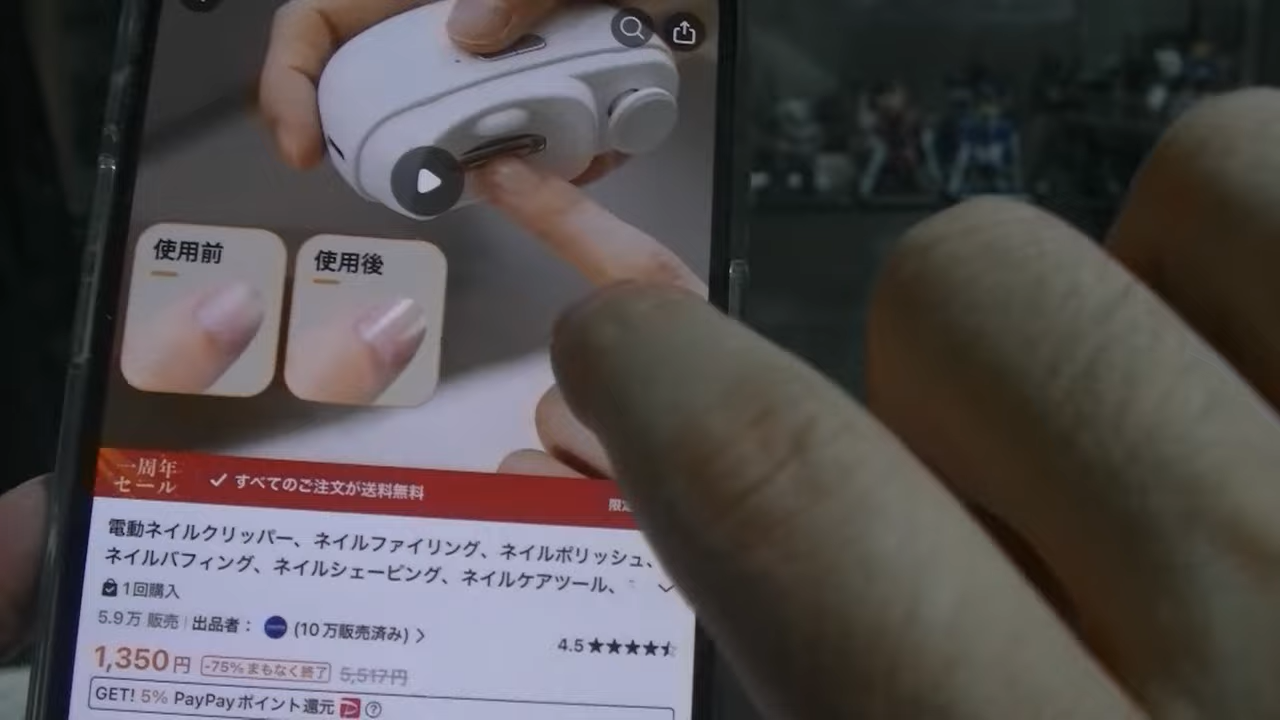 使用前
使用後
一周年
セール
すべてのご注文が送料無料
限定
電動ネイルクリッパー、ネイルファイリング、ネイルポリッシュ、
ネイルバフィング、ネイルシェーピング、ネイルケアツール、
1回購入
5.9万 販売 出品者： (10万販売済み)
4.5
1,350円 -75% まもなく終了 5,517円
GET! 5% PayPayポイント還元